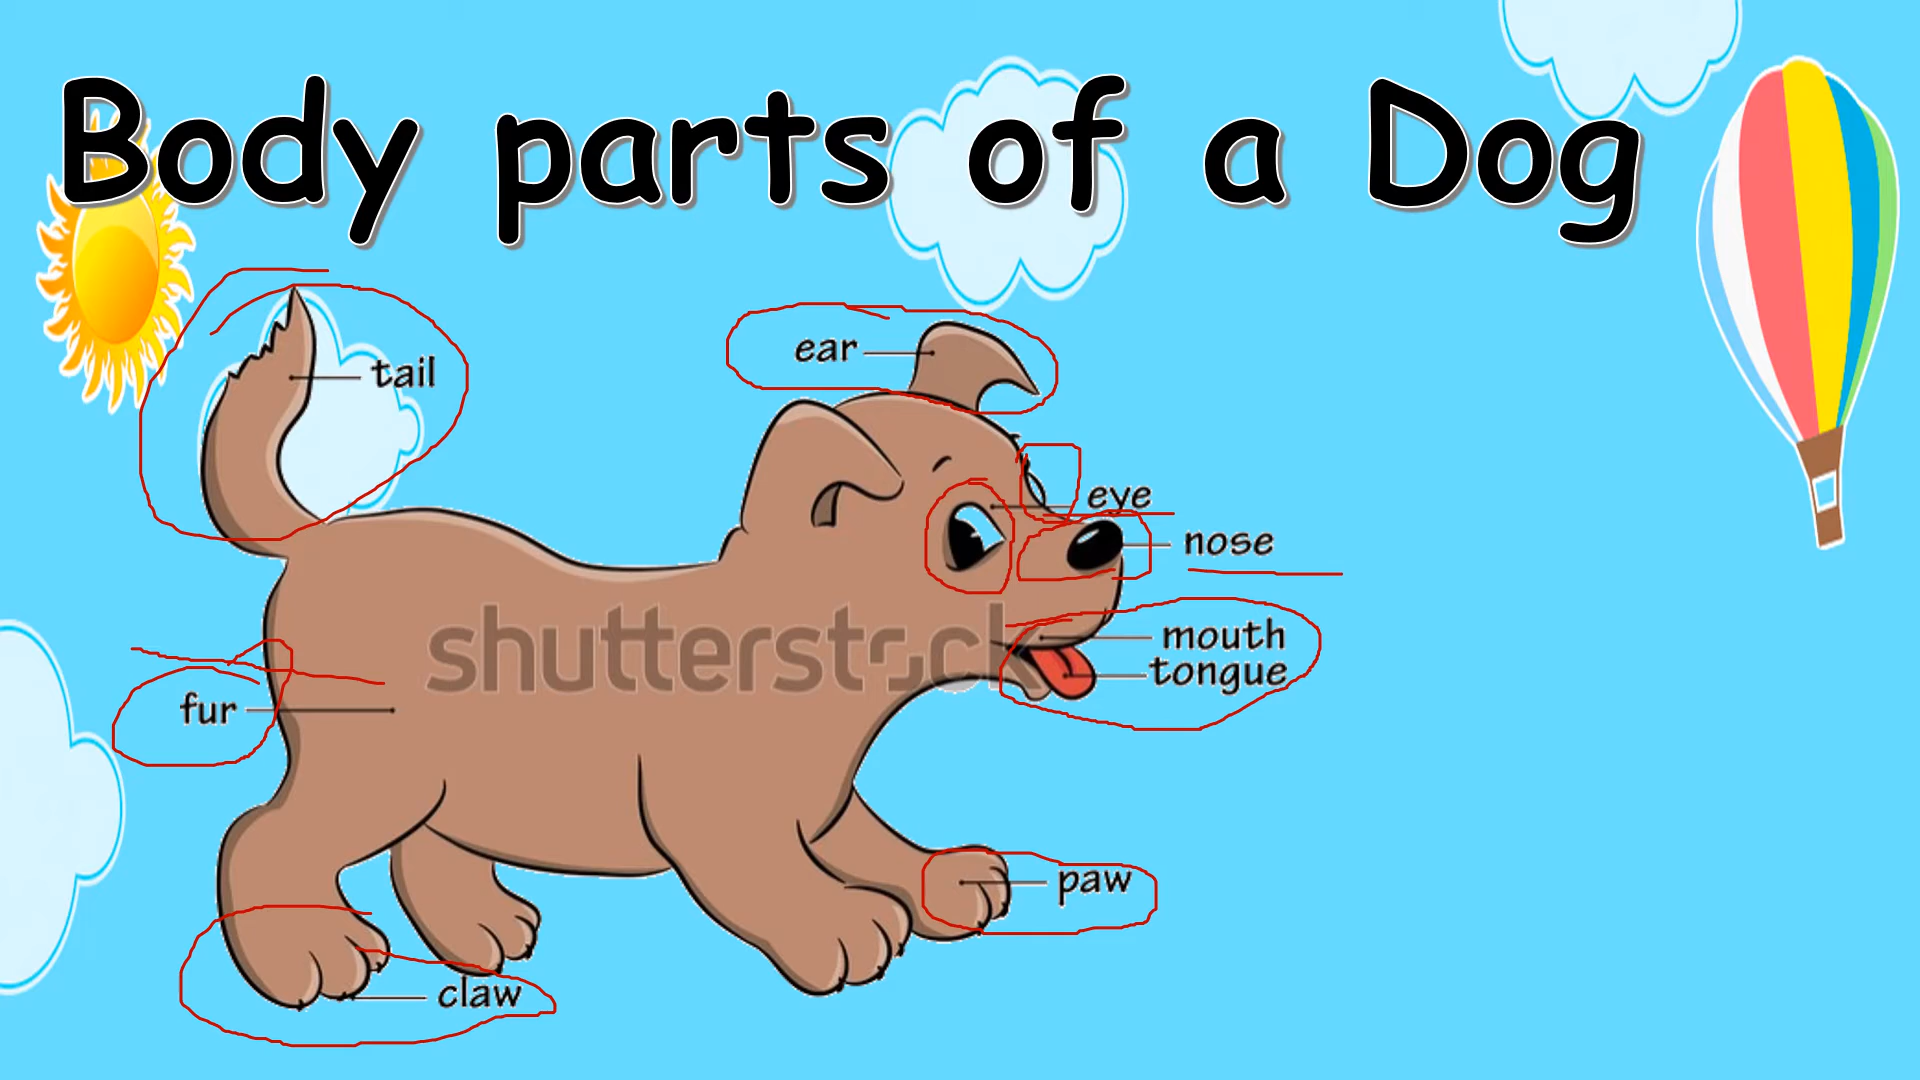 Body parts of a Dog
ear
tail
eye
nose
mouth
tongue
shutterstock
fur
paw
claw